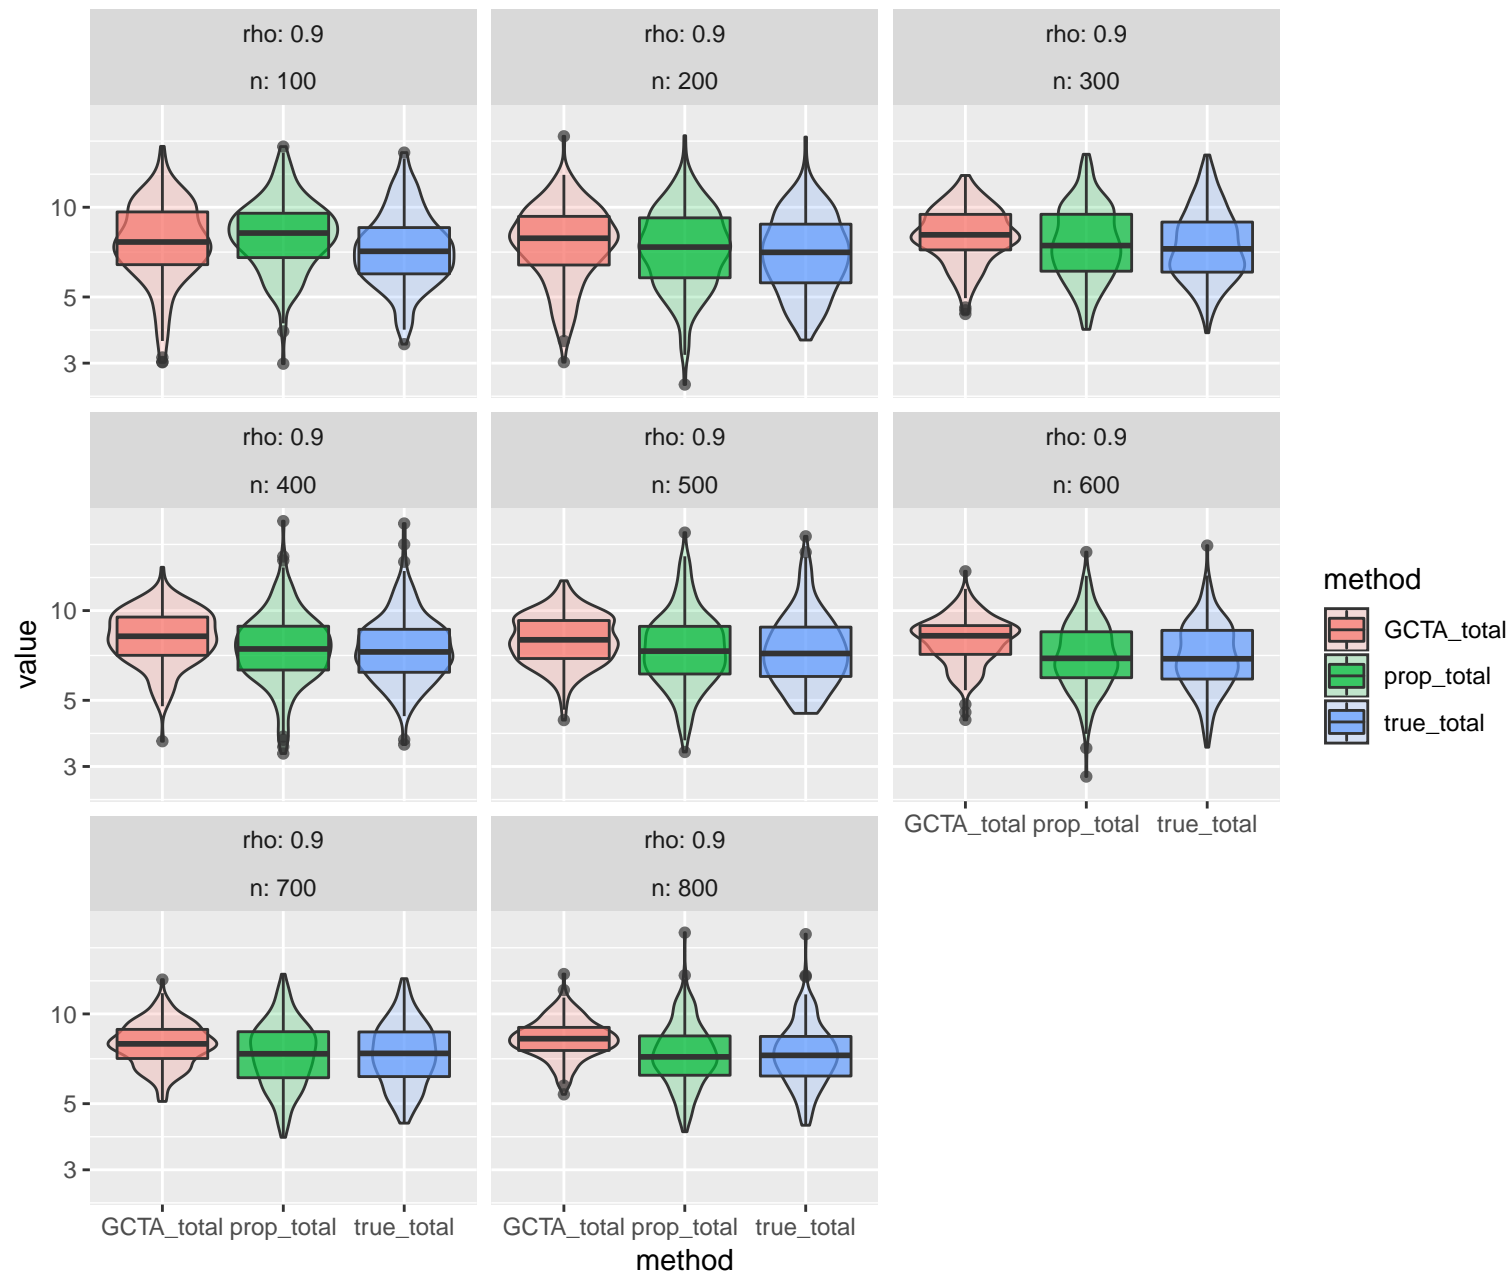 rho: 0.9
n: 100
rho: 0.9
n: 200
rho: 0.9
n: 300
10
5
3
rho: 0.9
n: 400
rho: 0.9
n: 500
rho: 0.9
n: 600
10
5
3
GCTA_total prop_total true_total
rho: 0.9
n: 700
rho: 0.9
n: 800
10
5
3
GCTA_total prop_total true_total
GCTA_total prop_total true_total
method
value
method
GCTA_total
prop_total
true_total